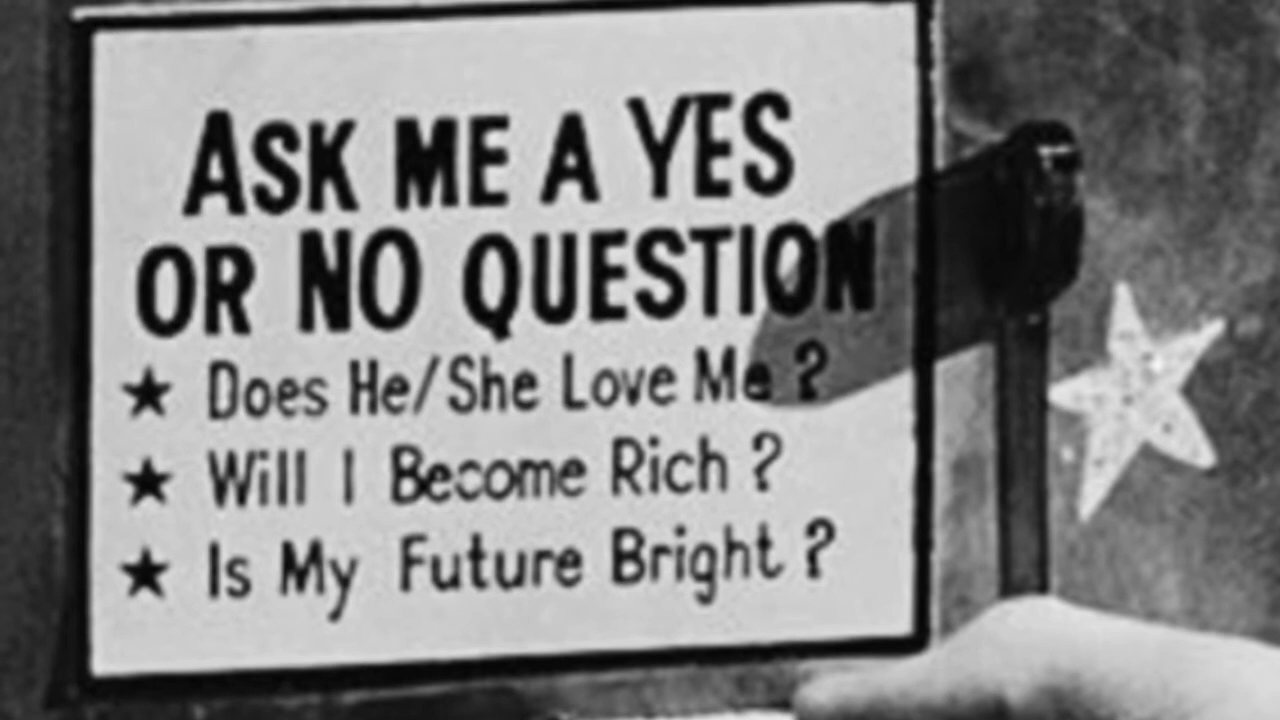 ASK ME A YES
OR NO QUESTION
★ Does He/She Love Me ?
★ Will I Become Rich ?
★ Is My Future Bright ?